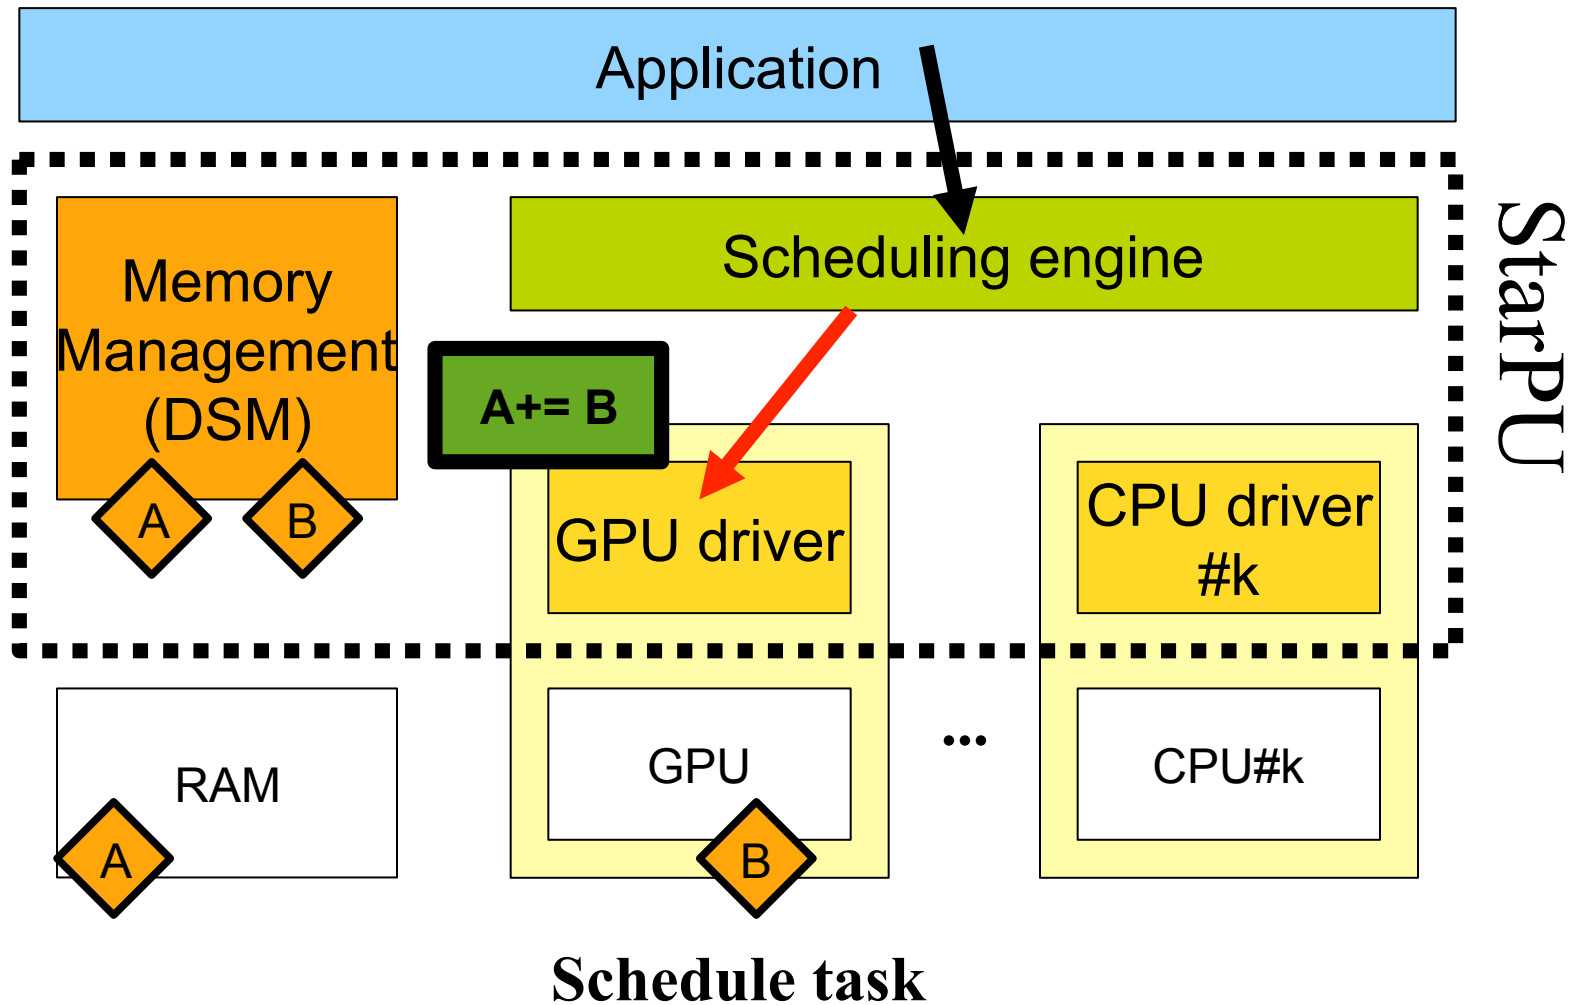 Application
Scheduling engine
StarPU
Memory
Management
(DSM)
A
B
A+= B
GPU driver
CPU driver
#k
RAM
A
GPU
B
...
CPU#k
Schedule task